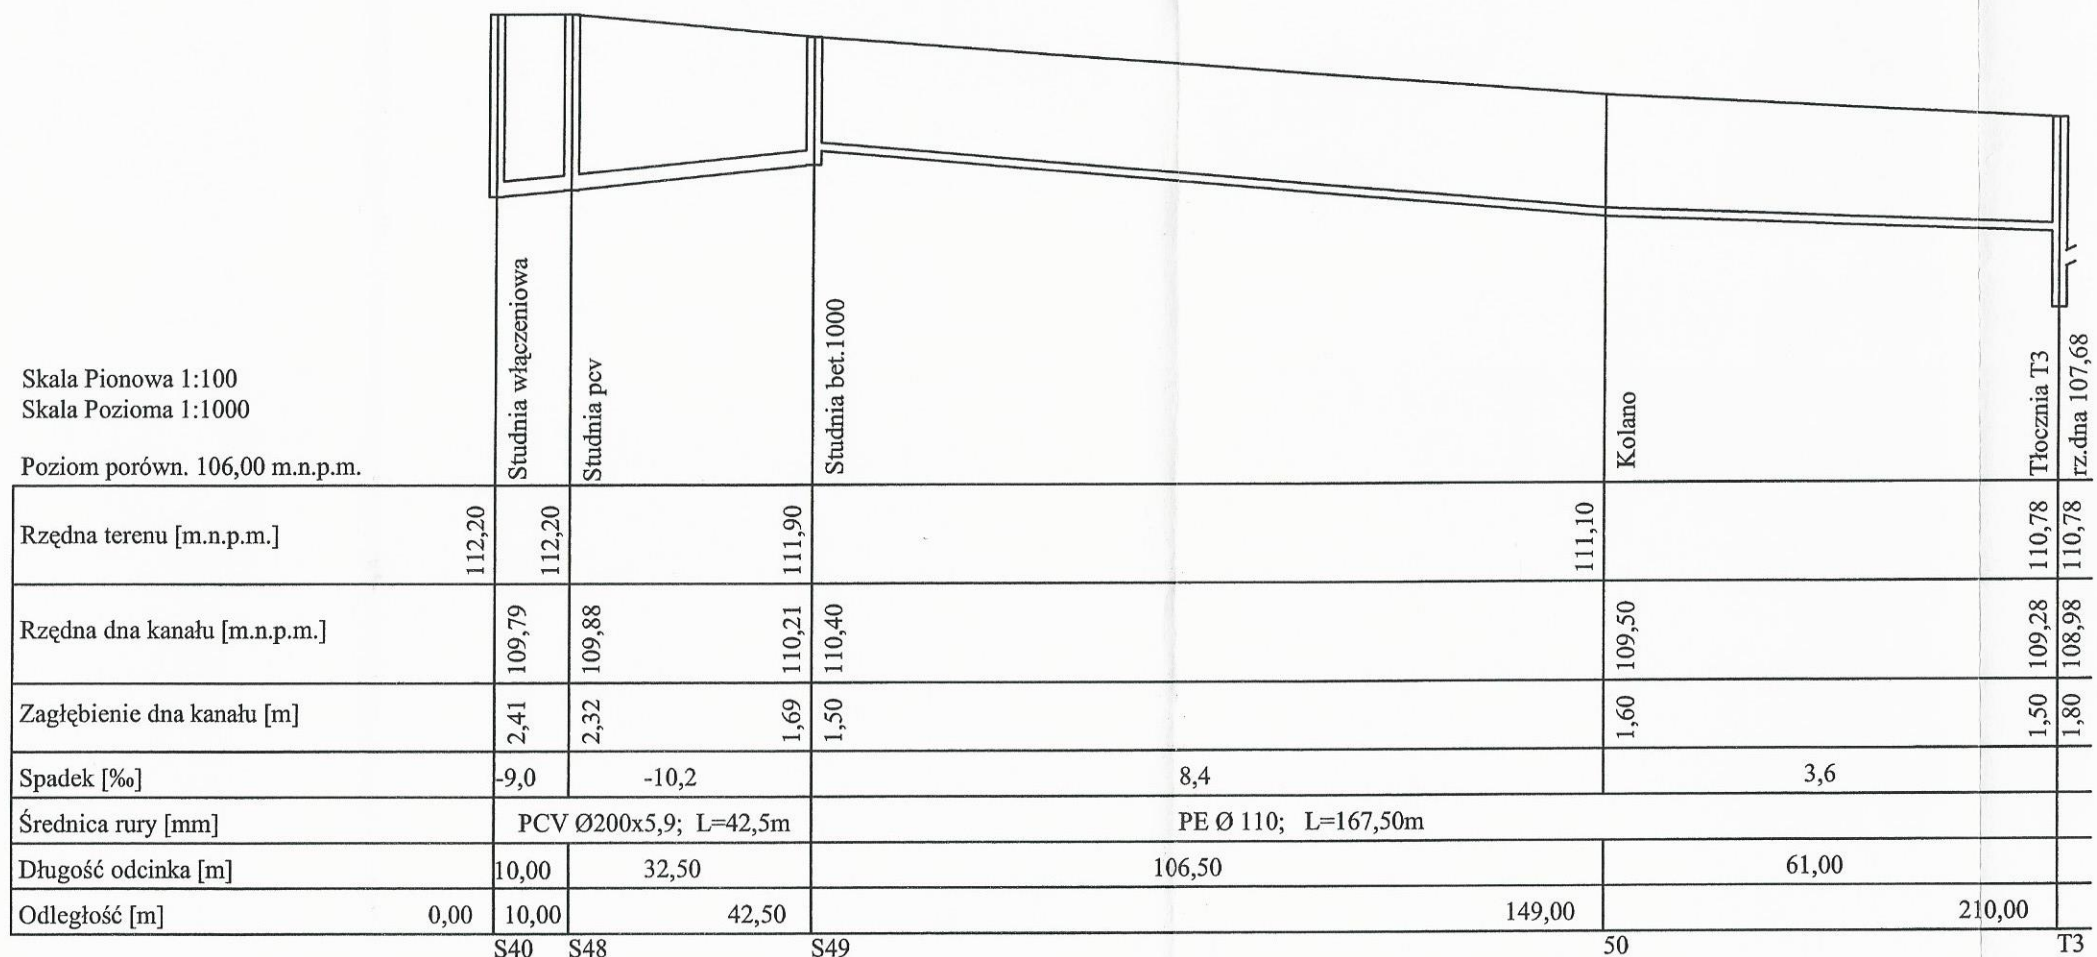 Skala Pionowa 1:100
Skala Pozioma 1:1000
Poziom porówn. 106,00 m.n.p.m.
Studnia włączeniowa
Studnia pcv
Studnia bet.1000
Kolano
Tłocznia T3
rz.dna 107,68
Rzędna terenu [m.n.p.m.] 112,20 112,20 111,90 111,10 110,78 110,78
Rzędna dna kanału [m.n.p.m.] 109,79 109,88 110,21 110,40 109,50 109,28 108,98
Zagłębienie dna kanału [m] 2,41 2,32 1,69 1,50 1,60 1,50 1,80
Spadek [‰] -9,0 -10,2 8,4 3,6
Średnica rury [mm] PCV Ø200x5,9; L=42,5m PE Ø 110; L=167,50m
Długość odcinka [m] 10,00 32,50 106,50 61,00
Odległość [m] 0,00 10,00 42,50 149,00 210,00
S40 S48 S49 50 T3